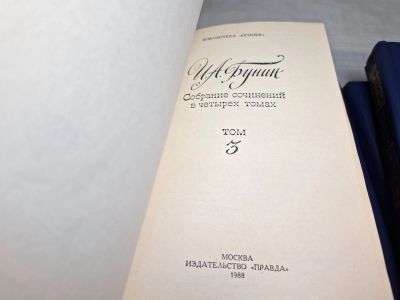 БИБЛИОТЕКА «ОГОНЕК»
И.А.Бунин
Собрание сочинений
в четырех томах
ТОМ
3
МОСКВА
ИЗДАТЕЛЬСТВО «ПРАВДА»
1988